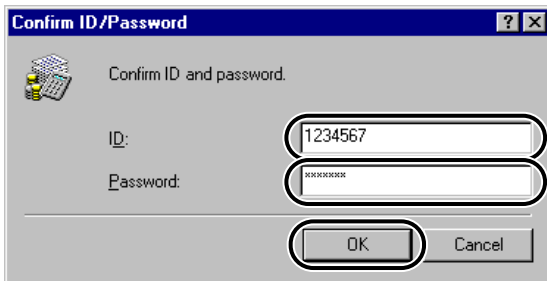 Confirm ID/Password
Confirm ID and password.
ID:
1234567
Password:
*******
OK
Cancel